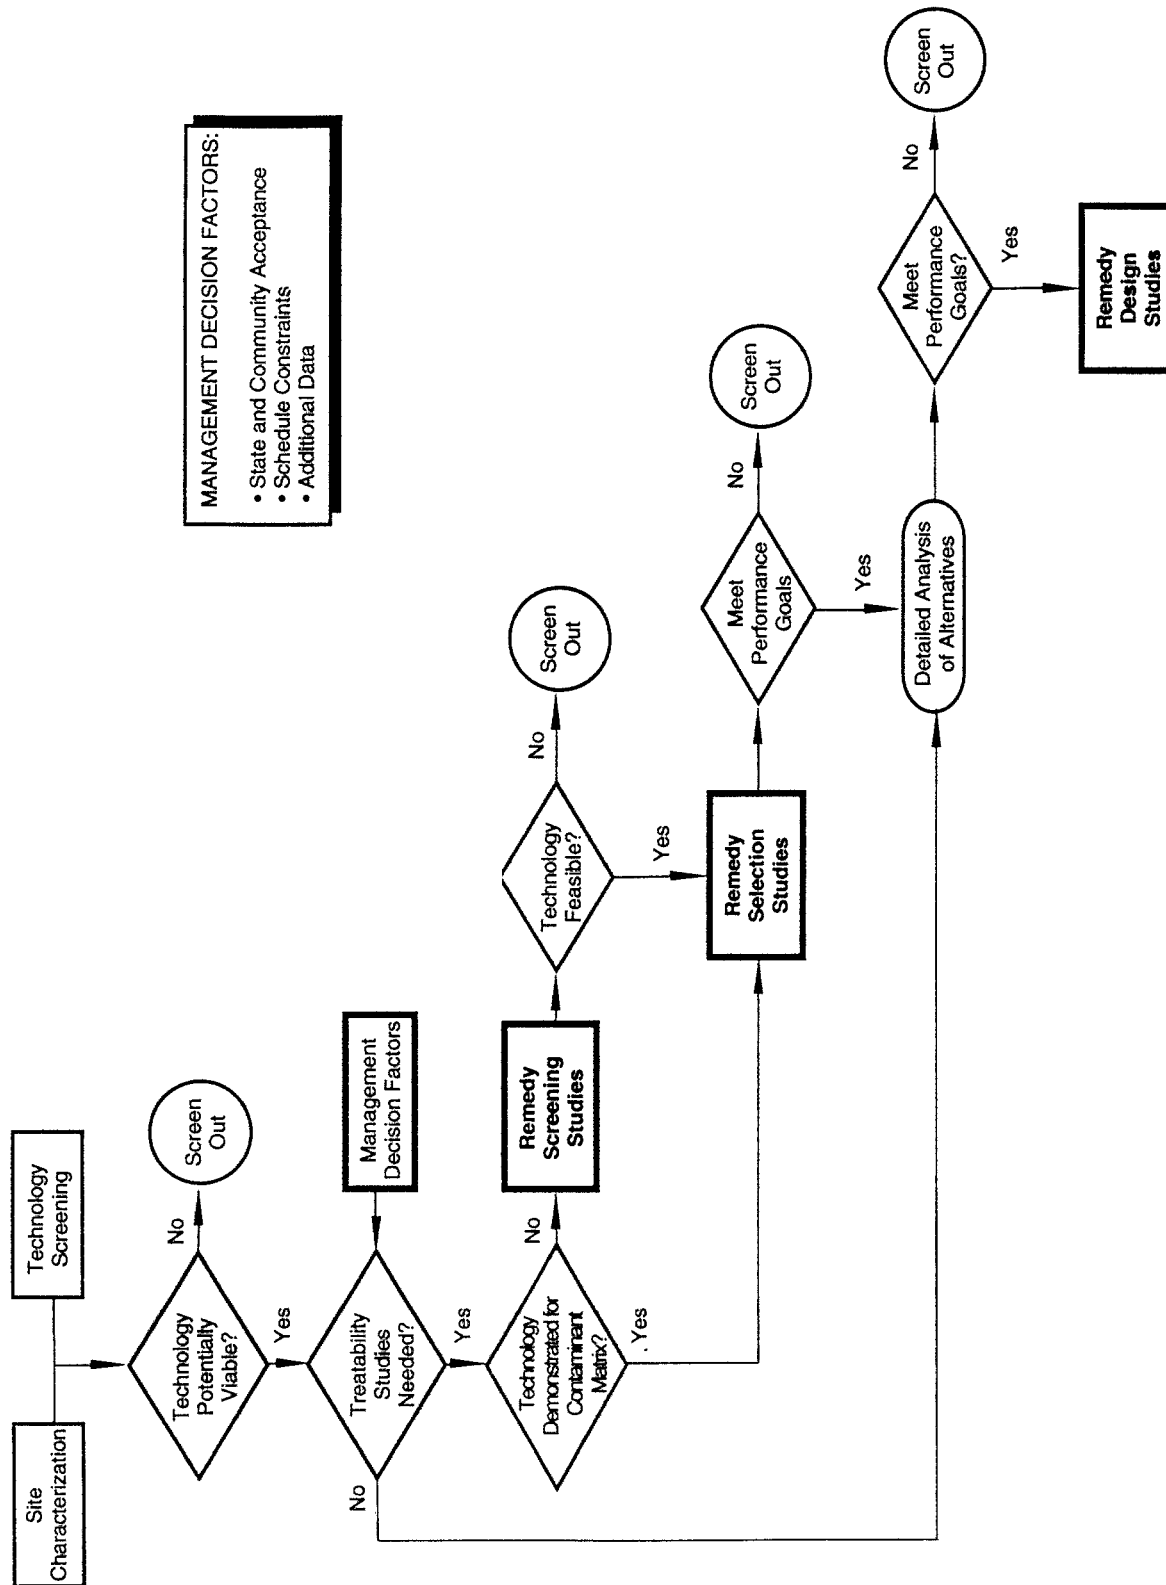 Site
Characterization
Technology
Screening
Technology
Potentially
Viable?
No
Screen
Out
Yes
Treatability
Studies
Needed?
Management
Decision Factors
No
Yes
Technology
Demonstrated for
Contaminant
Matrix?
No
Remedy
Screening
Studies
Technology
Feasible?
No
Screen
Out
Yes
Yes
Remedy
Selection
Studies
Meet
Performance
Goals
No
Screen
Out
Yes
Detailed Analysis
of Alternatives
Meet
Performance
Goals?
No
Screen
Out
Yes
Remedy
Design
Studies
MANAGEMENT DECISION FACTORS:
• State and Community Acceptance
• Schedule Constraints
• Additional Data